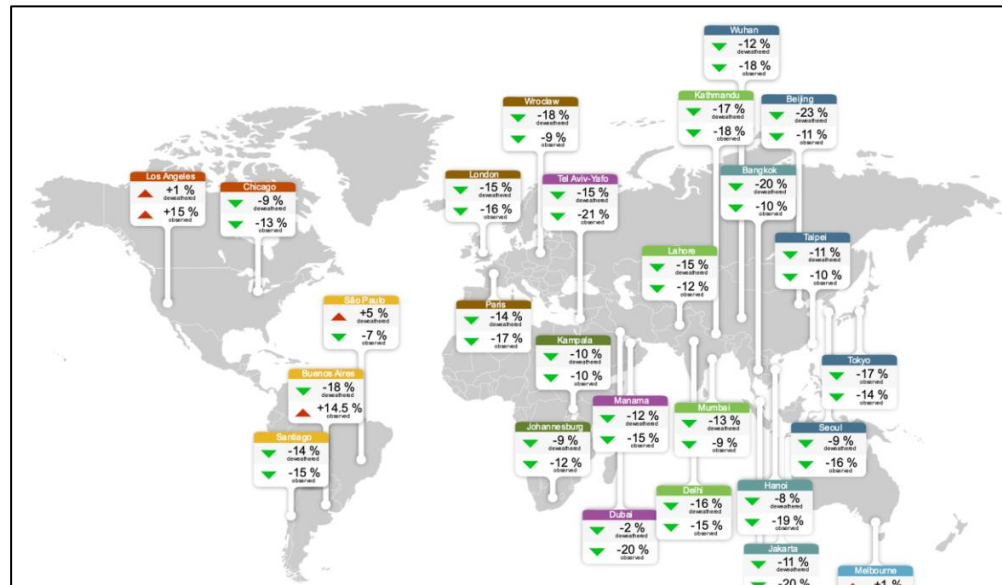 Wuhan
-12 %
deweathered
-18 %
observed
Kathmandu
-17 %
deweathered
-18 %
observed
Beijing
-23 %
deweathered
-11 %
observed
Wroclaw
-18 %
deweathered
-9 %
observed
Los Angeles
+1 %
deweathered
+15 %
observed
Chicago
-9 %
deweathered
-13 %
observed
London
-15 %
deweathered
-16 %
observed
Tel Aviv-Yafo
-15 %
deweathered
-21 %
observed
Bangkok
-20 %
deweathered
-10 %
observed
Taipei
-11 %
deweathered
-10 %
observed
Lahore
-15 %
deweathered
-12 %
observed
São Paulo
+5 %
deweathered
-7 %
observed
Paris
-14 %
deweathered
-17 %
observed
Kampala
-10 %
deweathered
-10 %
observed
Tokyo
-17 %
deweathered
-14 %
observed
Buenos Aires
-18 %
deweathered
+14.5 %
observed
Manama
-12 %
deweathered
-15 %
observed
Mumbai
-13 %
deweathered
-9 %
observed
Johannesburg
-9 %
deweathered
-12 %
observed
Seoul
-9 %
deweathered
-16 %
observed
Santiago
-14 %
deweathered
-15 %
observed
Hanoi
-8 %
deweathered
-19 %
observed
Delhi
-16 %
deweathered
-15 %
observed
Dubai
-2 %
deweathered
-20 %
observed
Jakarta
-11 %
deweathered
-20 %
Melbourne
+1 %